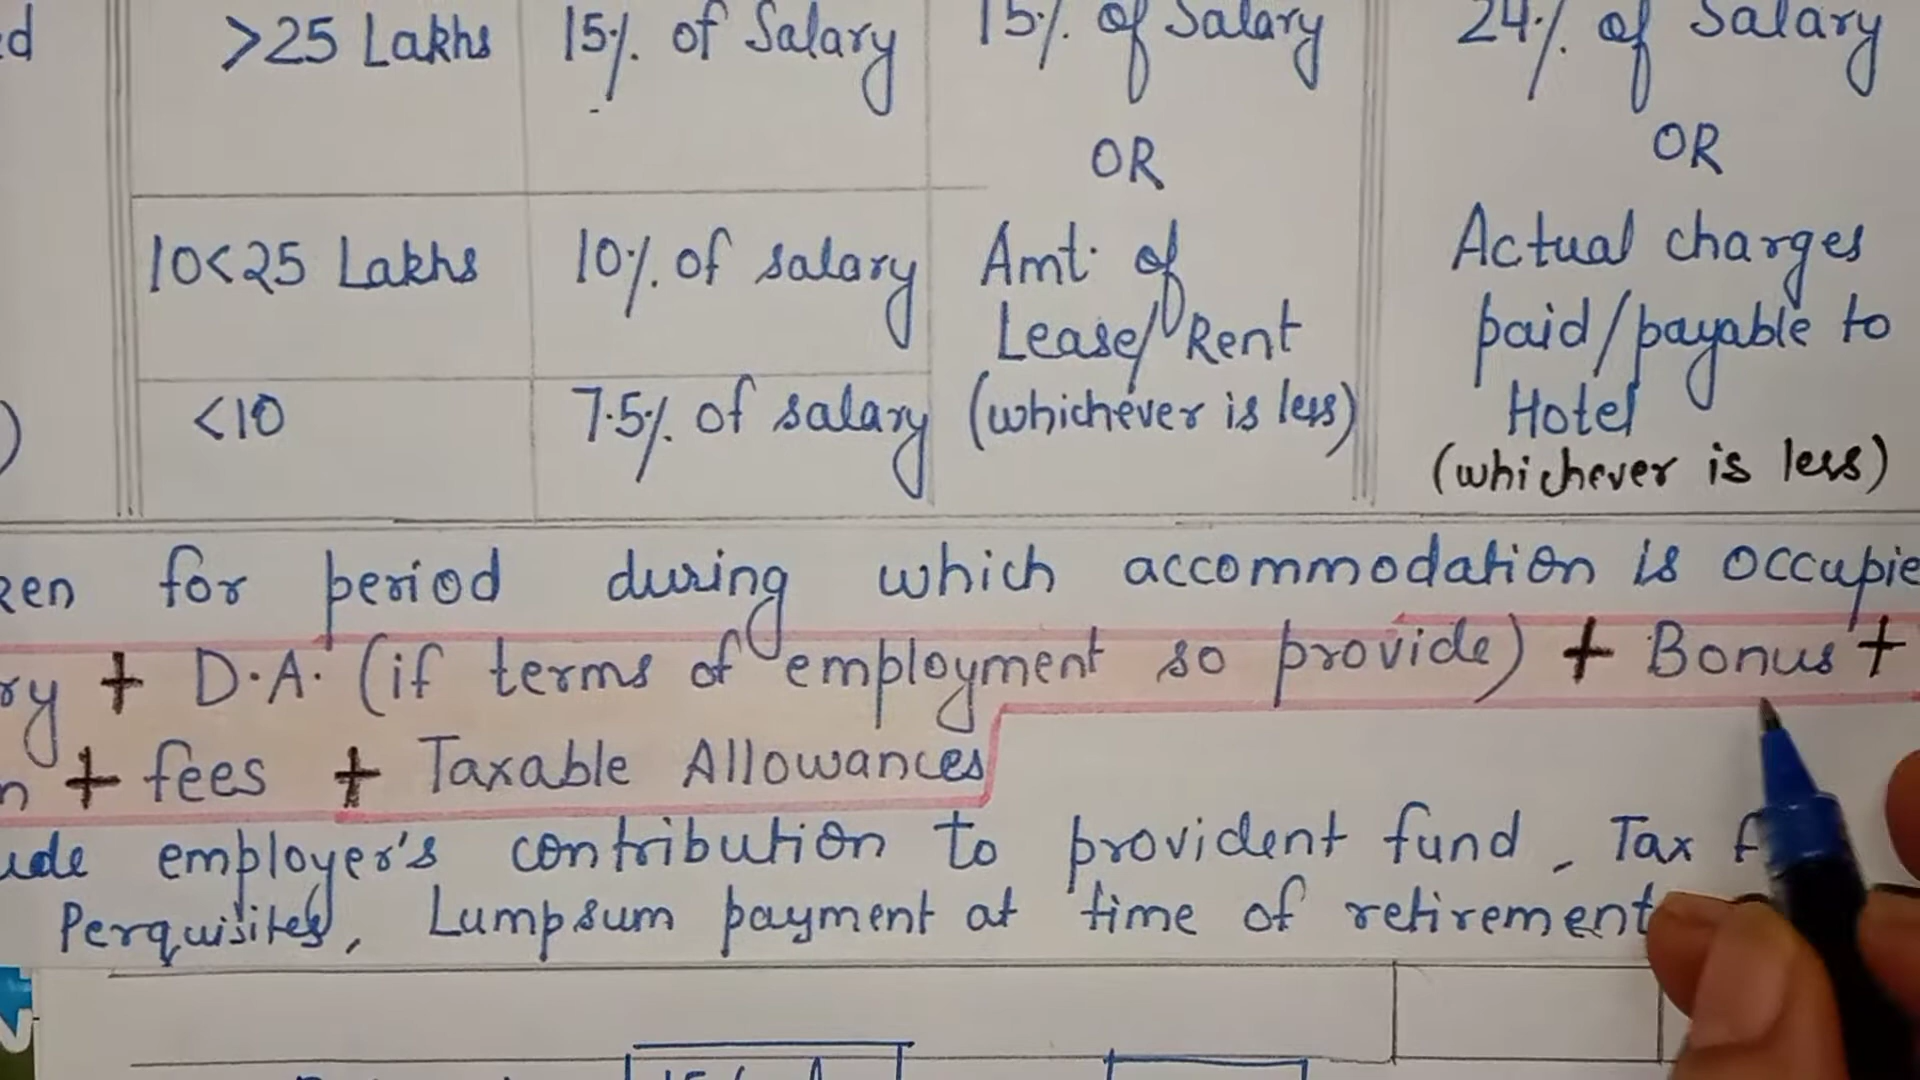 >25 Lakhs 15% of Salary 15% of Salary 24% of Salary
OR OR
10<25 Lakhs 10% of salary Amt. of Actual charges
Lease/Rent paid/payable to
<10 7.5% of salary (whichever is less) Hotel
(whichever is less)
for period during which accommodation is occupie
+ D.A. (if terms of employment so provide) + Bonus +
+ fees + Taxable Allowances
employer's contribution to provident fund, Tax
Perquisites, Lumpsum payment at time of retirement